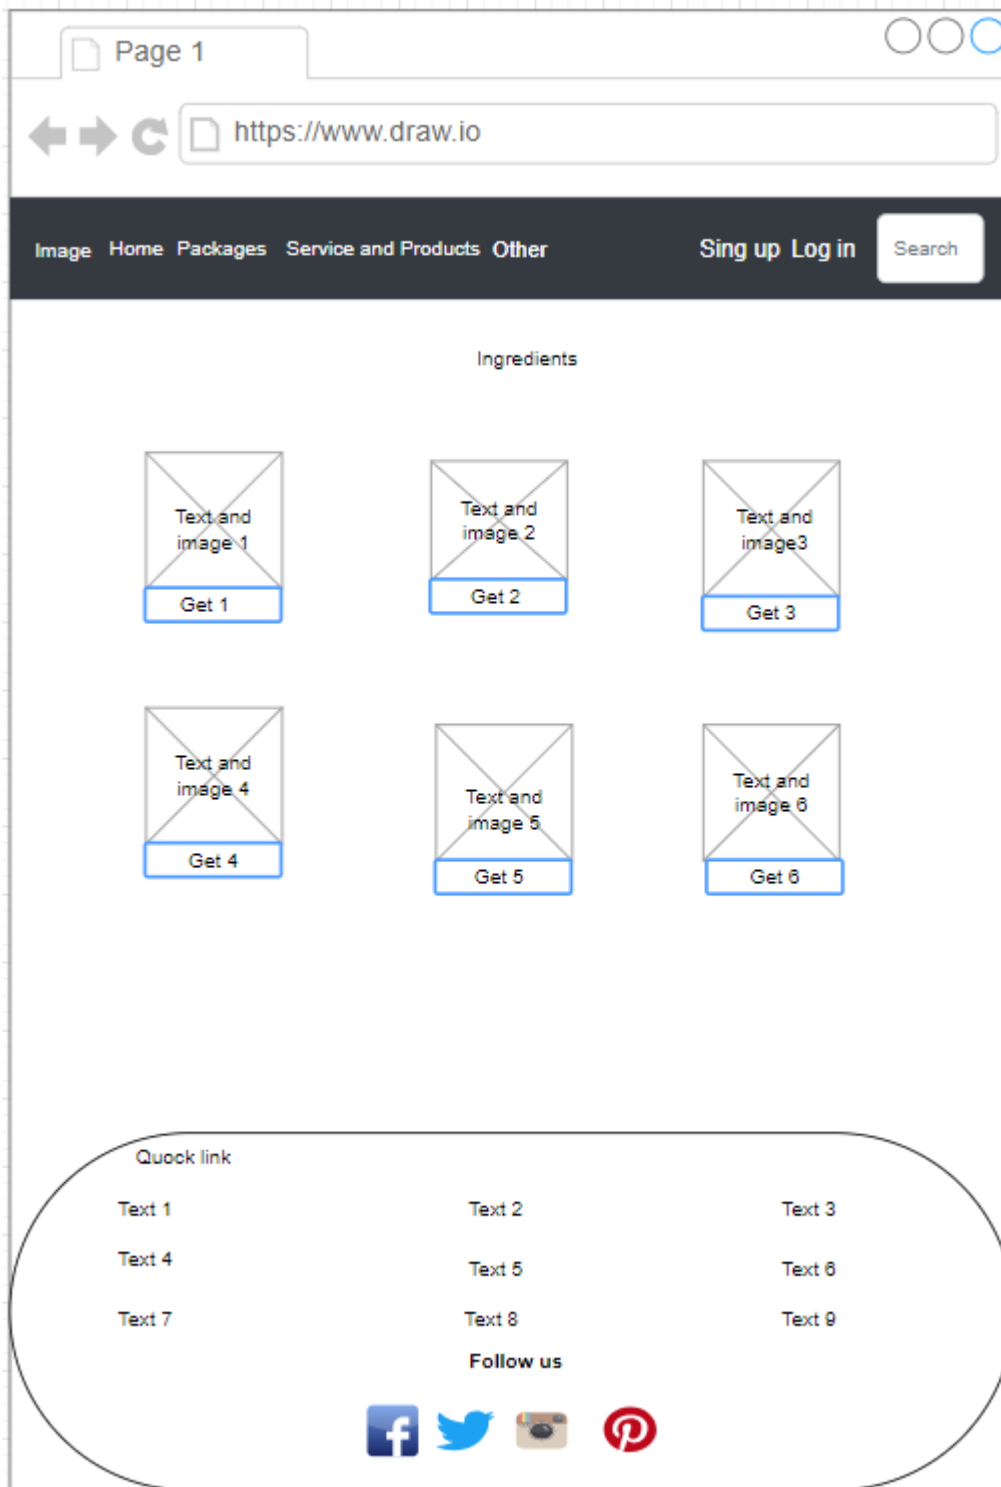 Page 1
https://www.draw.io
Image Home Packages Service and Products Other Sing up Log in Search
Ingredients
Text and
image 1
Get 1
Text and
image 2
Get 2
Text and
image3
Get 3
Text and
image 4
Get 4
Text and
image 5
Get 5
Text and
image 6
Get 6
Quock link
Text 1 Text 2 Text 3
Text 4 Text 5 Text 6
Text 7 Text 8 Text 9
Follow us